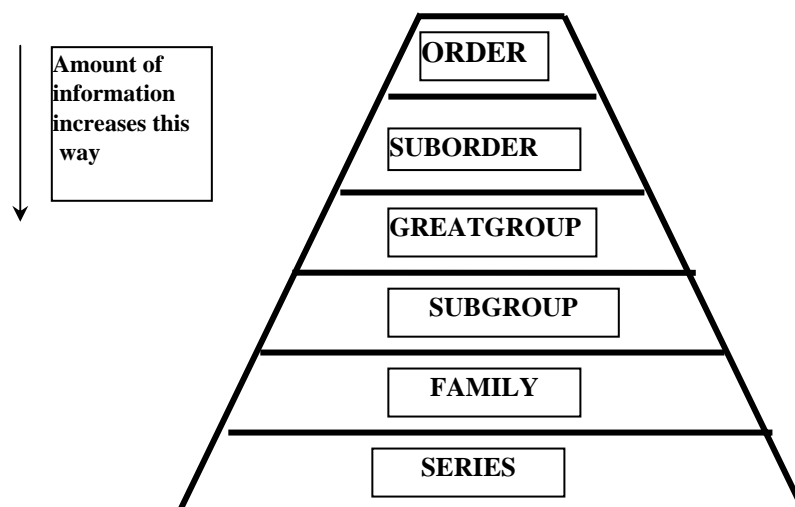 Amount of
information
increases this
way
ORDER
SUBORDER
GREATGROUP
SUBGROUP
FAMILY
SERIES